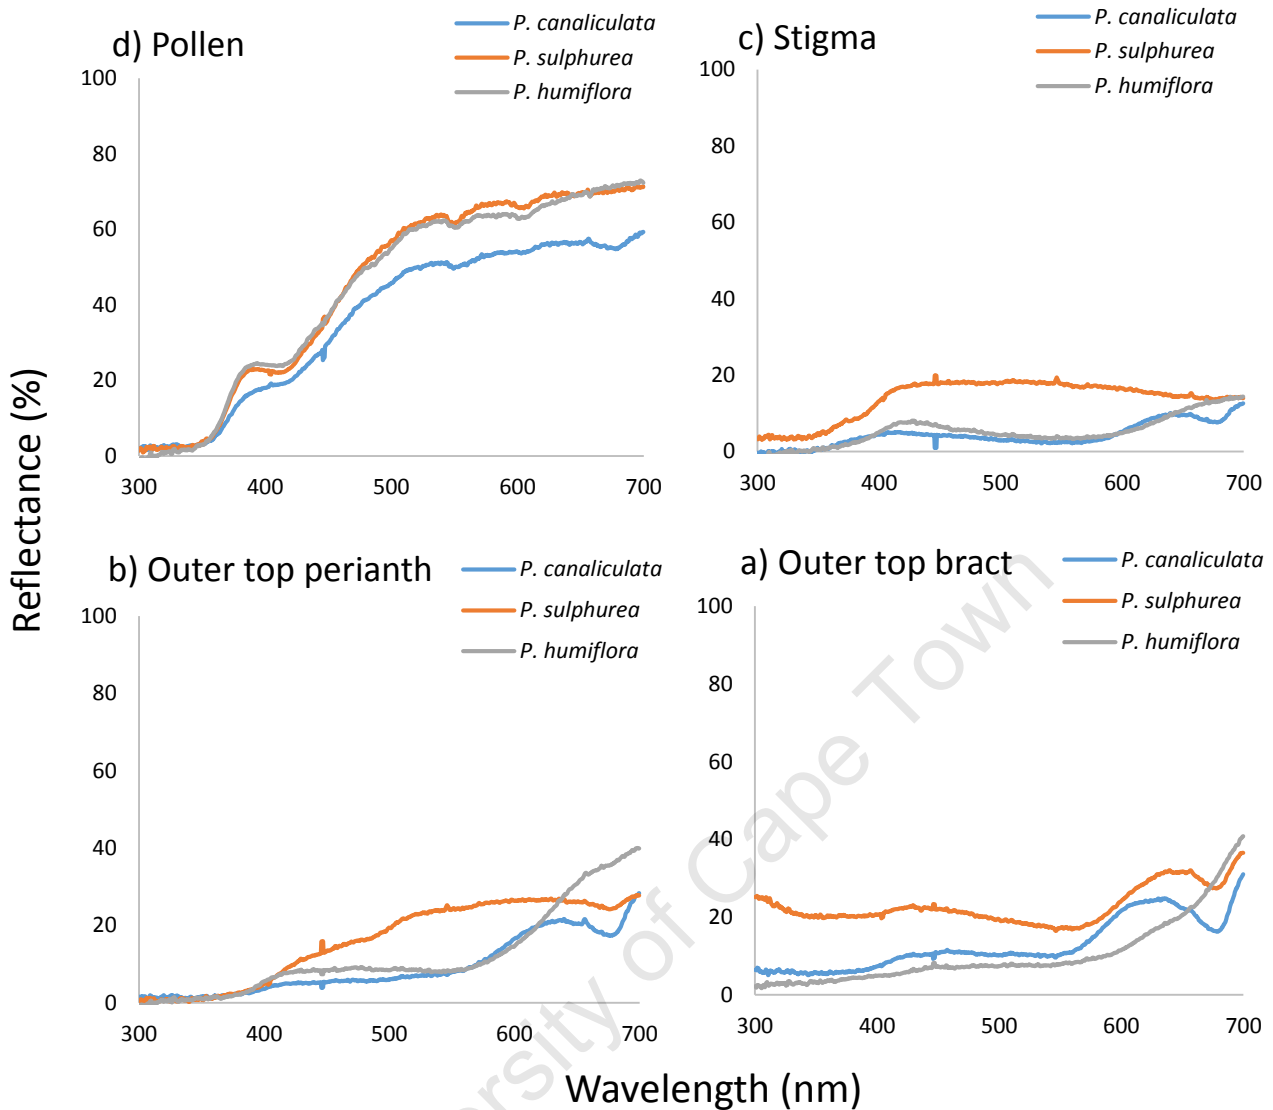 d) Pollen
P. canaliculata
P. sulphurea
P. humiflora
100
80
60
40
20
0
300 400 500 600 700
c) Stigma
P. canaliculata
P. sulphurea
P. humiflora
100
80
60
40
20
0
300 400 500 600 700
Reflectance (%)
b) Outer top perianth
P. canaliculata
P. sulphurea
P. humiflora
100
80
60
40
20
0
300 400 500 600 700
a) Outer top bract
P. canaliculata
P. sulphurea
P. humiflora
100
80
60
40
20
0
300 400 500 600 700
Wavelength (nm)
ersity of Cape Town